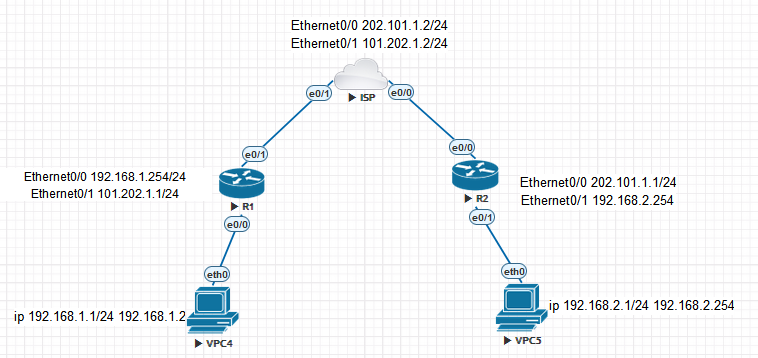 Ethernet0/0 202.101.1.2/24
Ethernet0/1 101.202.1.2/24
e0/1
ISP
e0/0
e0/1
e0/0
Ethernet0/0 192.168.1.254/24
Ethernet0/1 101.202.1.1/24
R1
R2
Ethernet0/0 202.101.1.1/24
Ethernet0/1 192.168.2.254
e0/0
e0/1
eth0
eth0
ip 192.168.1.1/24 192.168.1.2
VPC4
ip 192.168.2.1/24 192.168.2.254
VPC5